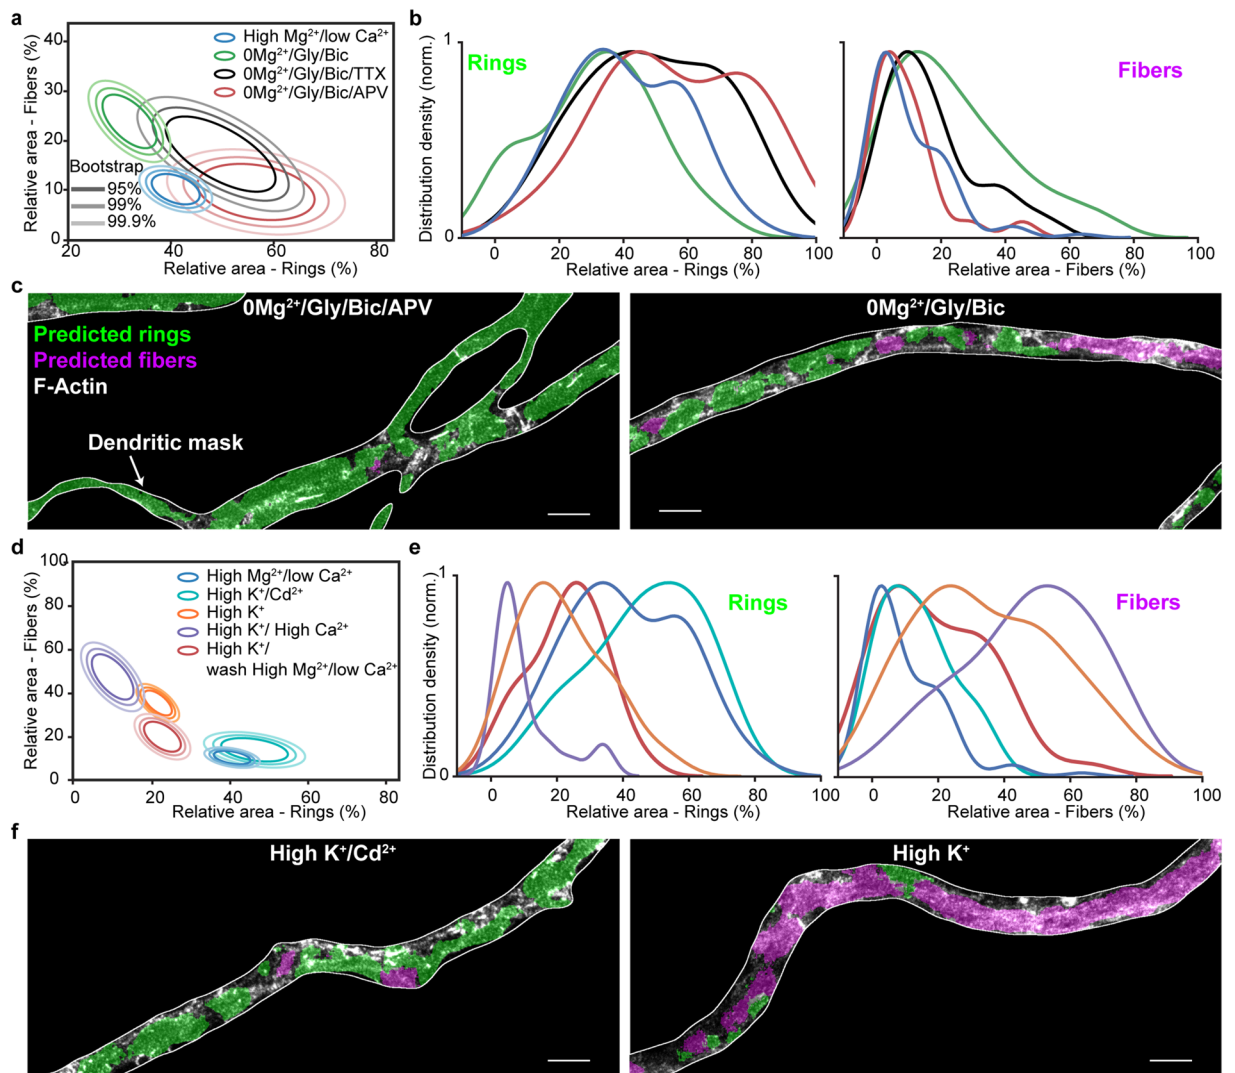 a
Relative area - Fibers (%)
40
30
20
10
0
High Mg²⁺/low Ca²⁺
0Mg²⁺/Gly/Bic
0Mg²⁺/Gly/Bic/TTX
0Mg²⁺/Gly/Bic/APV
Bootstrap
95%
99%
99.9%
20 40 60 80
Relative area - Rings (%)
b
Distribution density (norm.)
1
0
Rings
0 20 40 60 80 100
Relative area - Rings (%)
1
0
Fibers
0 20 40 60 80 100
Relative area - Fibers (%)
c
0Mg²⁺/Gly/Bic/APV
Predicted rings
Predicted fibers
F-Actin
Dendritic mask
0Mg²⁺/Gly/Bic
d
Relative area - Fibers (%)
100
80
60
40
20
0
High Mg²⁺/low Ca²⁺
High K⁺/Cd²⁺
High K⁺
High K⁺/ High Ca²⁺
High K⁺/
wash High Mg²⁺/low Ca²⁺
0 20 40 60 80
Relative area - Rings (%)
e
Distribution density (norm.)
1
0
Rings
0 20 40 60 80 100
Relative area - Rings (%)
Fibers
0 20 40 60 80 100
Relative area - Fibers (%)
f
High K⁺/Cd²⁺
High K⁺